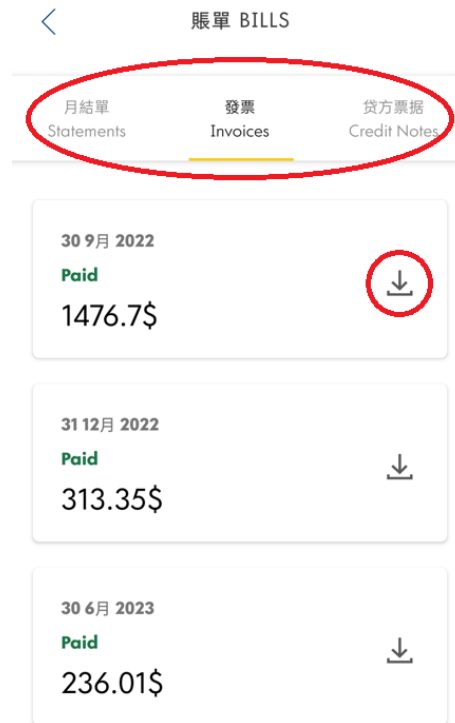 賬單 BILLS
月結單 發票 贷方票据
Statements Invoices Credit Notes
30 9月 2022
Paid
1476.7$
31 12月 2022
Paid
313.35$
30 6月 2023
Paid
236.01$